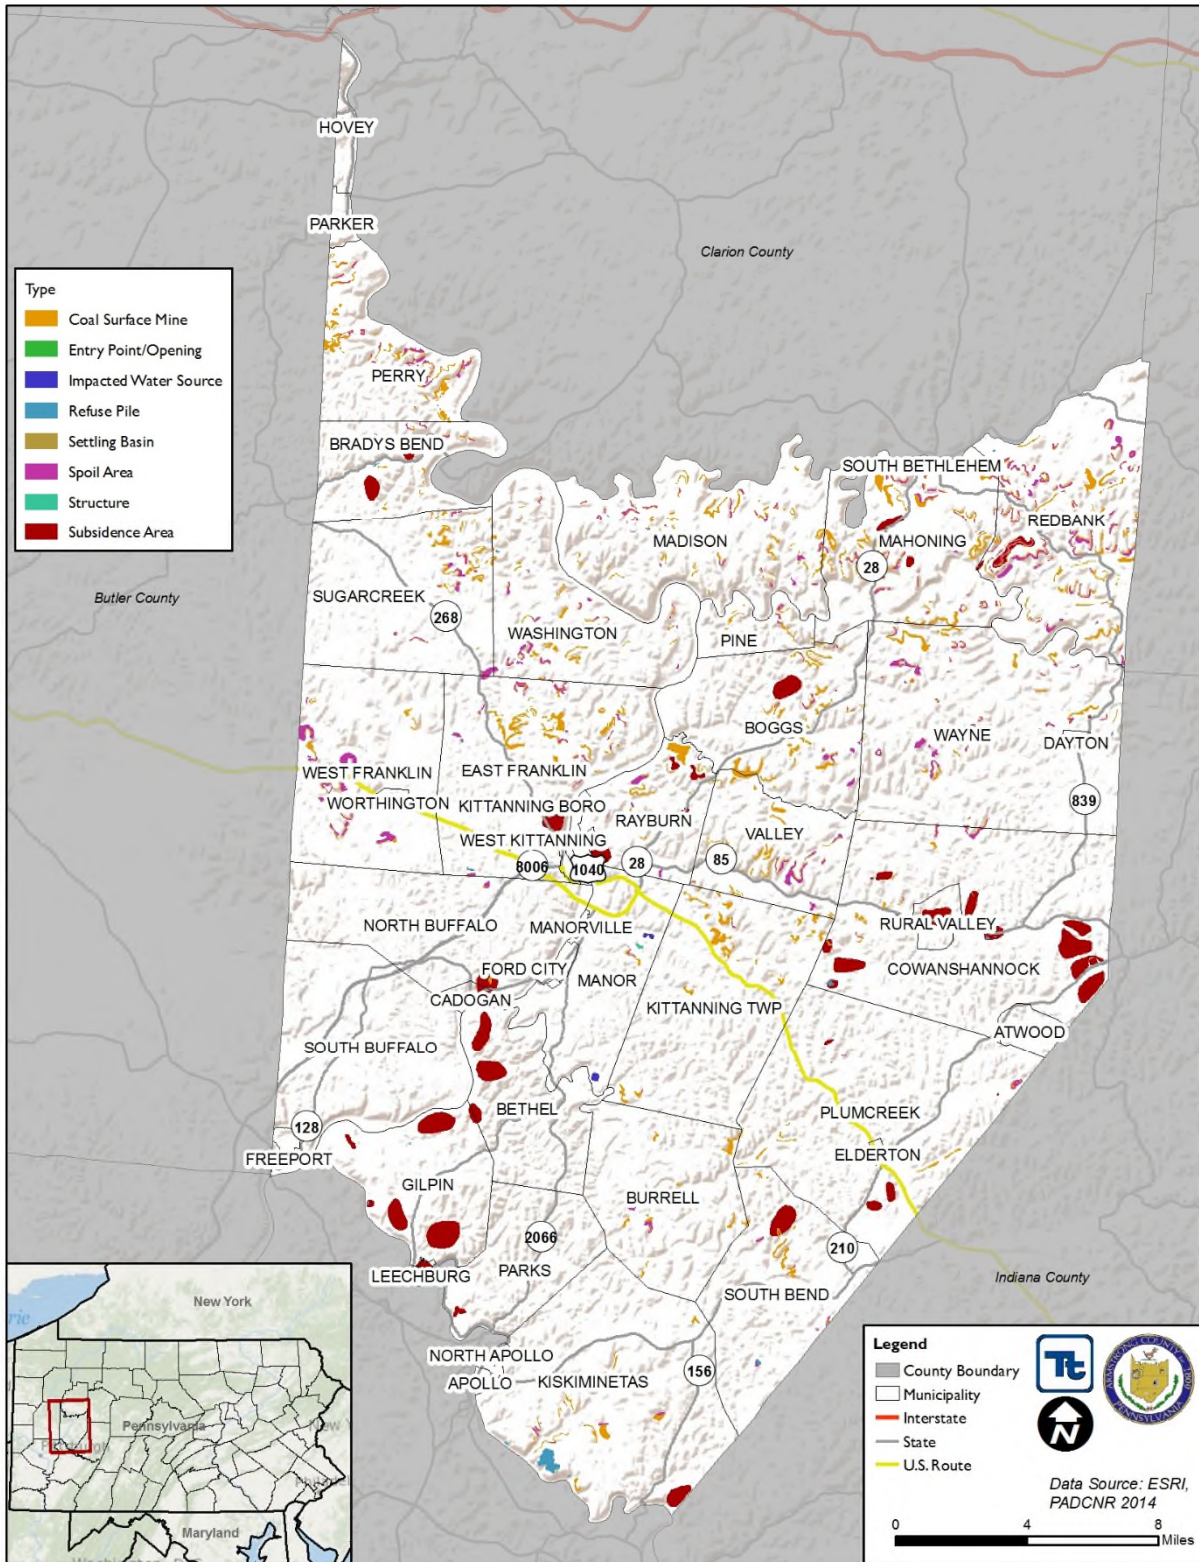 HOVEY
PARKER
Clarion County
Type
Coal Surface Mine
Entry Point/Opening
Impacted Water Source
Refuse Pile
Settling Basin
Spoil Area
Structure
Subsidence Area
PERRY
BRADYS BEND
SOUTH BETHLEHEM
REDBANK
MADISON
MAHONING
28
Butler County
SUGARCREEK
268
WASHINGTON
PINE
BOGGS
WAYNE
DAYTON
WEST FRANKLIN
EAST FRANKLIN
WORTHINGTON
KITTANNING BORO
839
RAYBURN
VALLEY
WEST KITTANNING
8006
1040
28
85
NORTH BUFFALO
MANORVILLE
RURAL VALLEY
FORD CITY
COWANSHANNOCK
MANOR
CADOGAN
KITTANNING TWP
ATWOOD
SOUTH BUFFALO
BETHEL
PLUMCREEK
128
FREEPORT
ELDERTON
GILPIN
BURRELL
2066
210
LEECHBURG
PARKS
Indiana County
SOUTH BEND
NORTH APOLLO
APOLLO
KISKIMINETAS
156
New York
Pennsylvania
Maryland
Legend
County Boundary
Municipality
Interstate
State
U.S. Route
Tt
N
ARMSTRONG COUNTY
1800
PENNSYLVANIA
Data Source: ESRI,
PADCNR 2014
0 4 8
Miles